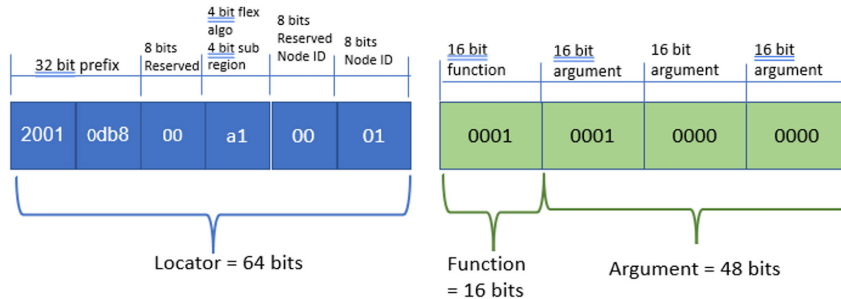 32 bit prefix
8 bits
Reserved
4 bit flex
algo
4 bit sub
region
8 bits
Reserved
Node ID
8 bits
Node ID
16 bit
function
16 bit
argument
16 bit
argument
16 bit
argument
2001 0db8 00 a1 00 01 0001 0001 0000 0000
Locator = 64 bits
Function
= 16 bits
Argument = 48 bits